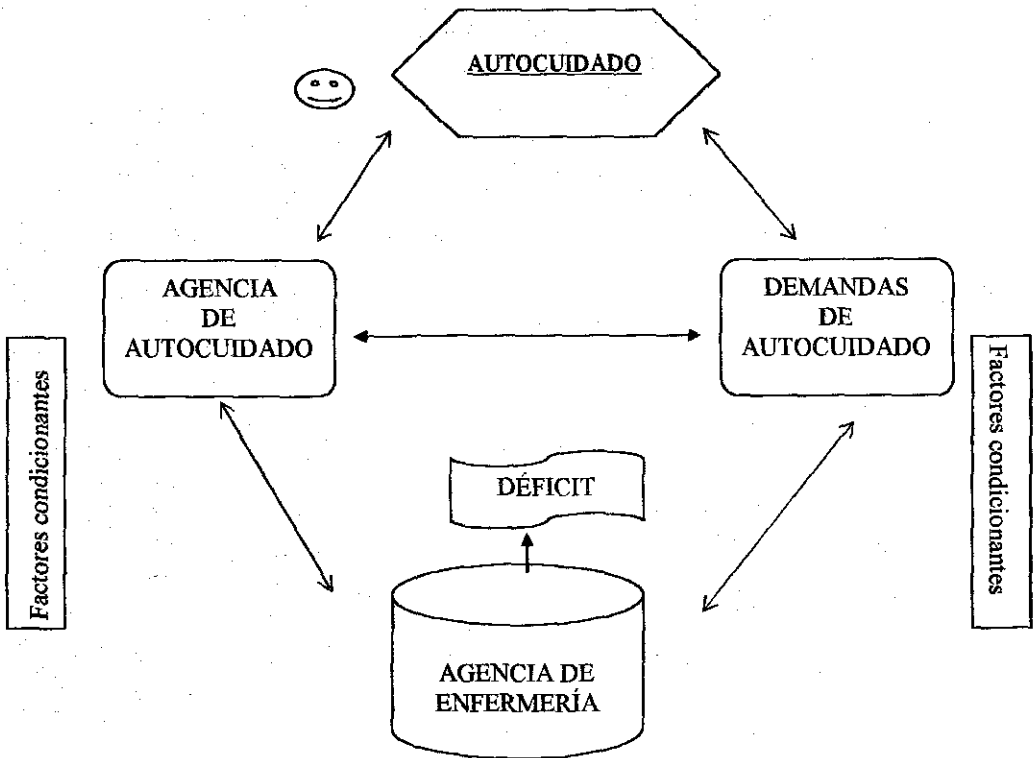 AUTOCUIDADO
AGENCIA
DE
AUTOCUIDADO
DEMANDAS
DE
AUTOCUIDADO
Factores condicionantes
Factores condicionantes
DÉFICIT
AGENCIA DE
ENFERMERÍA